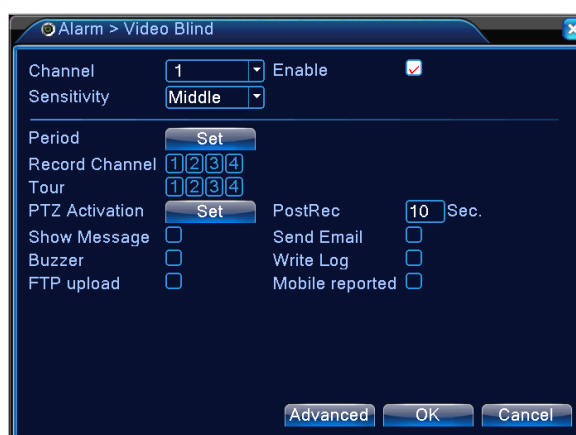 Alarm > Video Blind
Channel 1 Enable
Sensitivity Middle
Period Set
Record Channel 1 2 3 4
Tour 1 2 3 4
PTZ Activation Set PostRec 10 Sec.
Show Message Send Email
Buzzer Write Log
FTP upload Mobile reported
Advanced OK Cancel